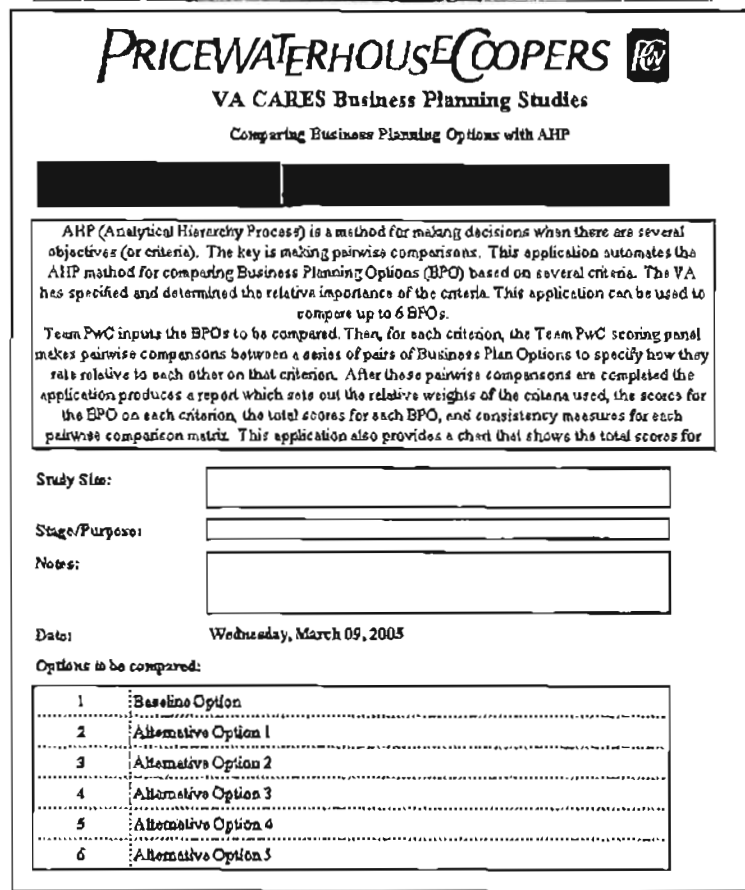 PRICEWATERHOUSECOOPERS PwC
VA CARES Business Planning Studies
Comparing Business Planning Options with AHP
AHP (Analytical Hierarchy Process) is a method for making decisions when there are several
objectives (or criteria). The key is making pairwise comparisons. This application automates the
AHP method for comparing Business Planning Options (BPO) based on several criteria. The VA
has specified and determined the relative importance of the criteria. This application can be used to
compare up to 6 BPOs.
Team PwC inputs the BPOs to be compared. Then, for each criterion, the Team PwC scoring panel
makes pairwise comparisons between a series of pairs of Business Plan Options to specify how they
rate relative to each other on that criterion. After these pairwise comparisons are completed the
application produces a report which sets out the relative weights of the criteria used, the scores for
the BPO on each criterion, the total scores for each BPO, and consistency measures for each
pairwise comparison matrix. This application also provides a chart that shows the total scores for
Study Site:
Stage/Purpose:
Notes:
Date: Wednesday, March 09, 2005
Options to be compared:
1 Baseline Option
2 Alternative Option 1
3 Alternative Option 2
4 Alternative Option 3
5 Alternative Option 4
6 Alternative Option 5